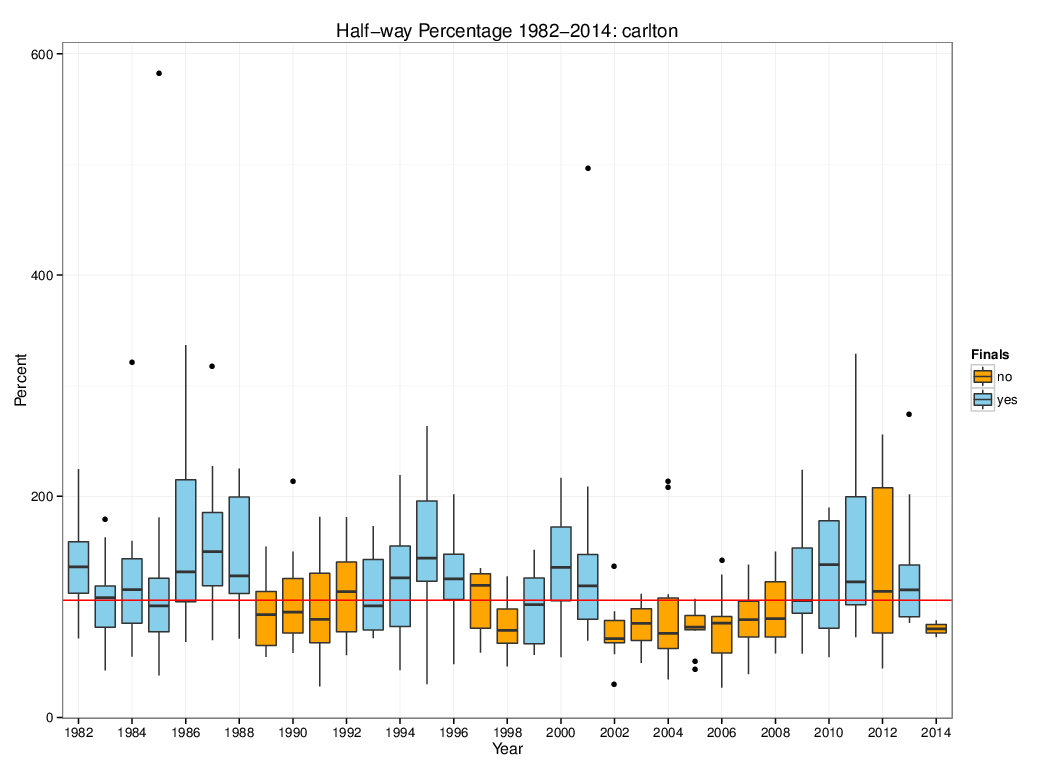 Half−way Percentage 1982−2014: carlton
600
400
200
0
Percent
1982 1984 1986 1988 1990 1992 1994 1996 1998 2000 2002 2004 2006 2008 2010 2012 2014
Year
Finals
no
yes